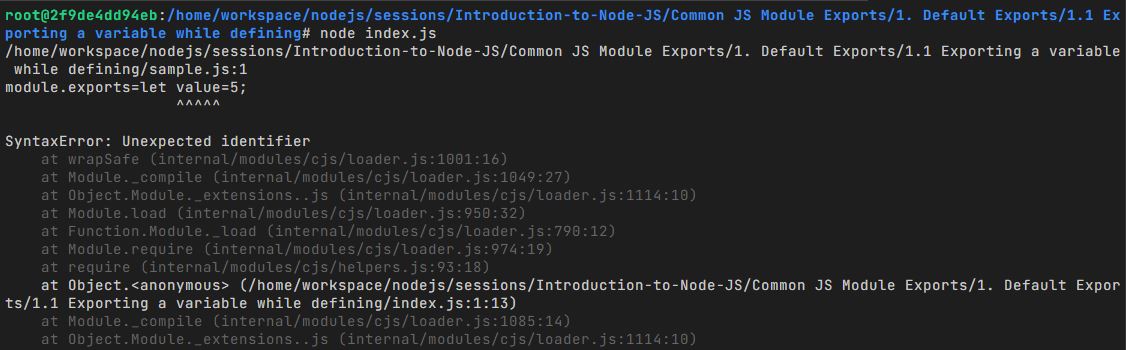 root@2f9de4dd94eb:/home/workspace/nodejs/sessions/Introduction-to-Node-JS/Common JS Module Exports/1. Default Exports/1.1 Ex
porting a variable while defining# node index.js
/home/workspace/nodejs/sessions/Introduction-to-Node-JS/Common JS Module Exports/1. Default Exports/1.1 Exporting a variable
 while defining/sample.js:1
module.exports=let value=5;
                   ^^^^^

SyntaxError: Unexpected identifier
    at wrapSafe (internal/modules/cjs/loader.js:1001:16)
    at Module._compile (internal/modules/cjs/loader.js:1049:27)
    at Object.Module._extensions..js (internal/modules/cjs/loader.js:1114:10)
    at Module.load (internal/modules/cjs/loader.js:950:32)
    at Function.Module._load (internal/modules/cjs/loader.js:790:12)
    at Module.require (internal/modules/cjs/loader.js:974:19)
    at require (internal/modules/cjs/helpers.js:93:18)
    at Object.<anonymous> (/home/workspace/nodejs/sessions/Introduction-to-Node-JS/Common JS Module Exports/1. Default Expor
ts/1.1 Exporting a variable while defining/index.js:1:13)
    at Module._compile (internal/modules/cjs/loader.js:1085:14)
    at Object.Module._extensions..js (internal/modules/cjs/loader.js:1114:10)